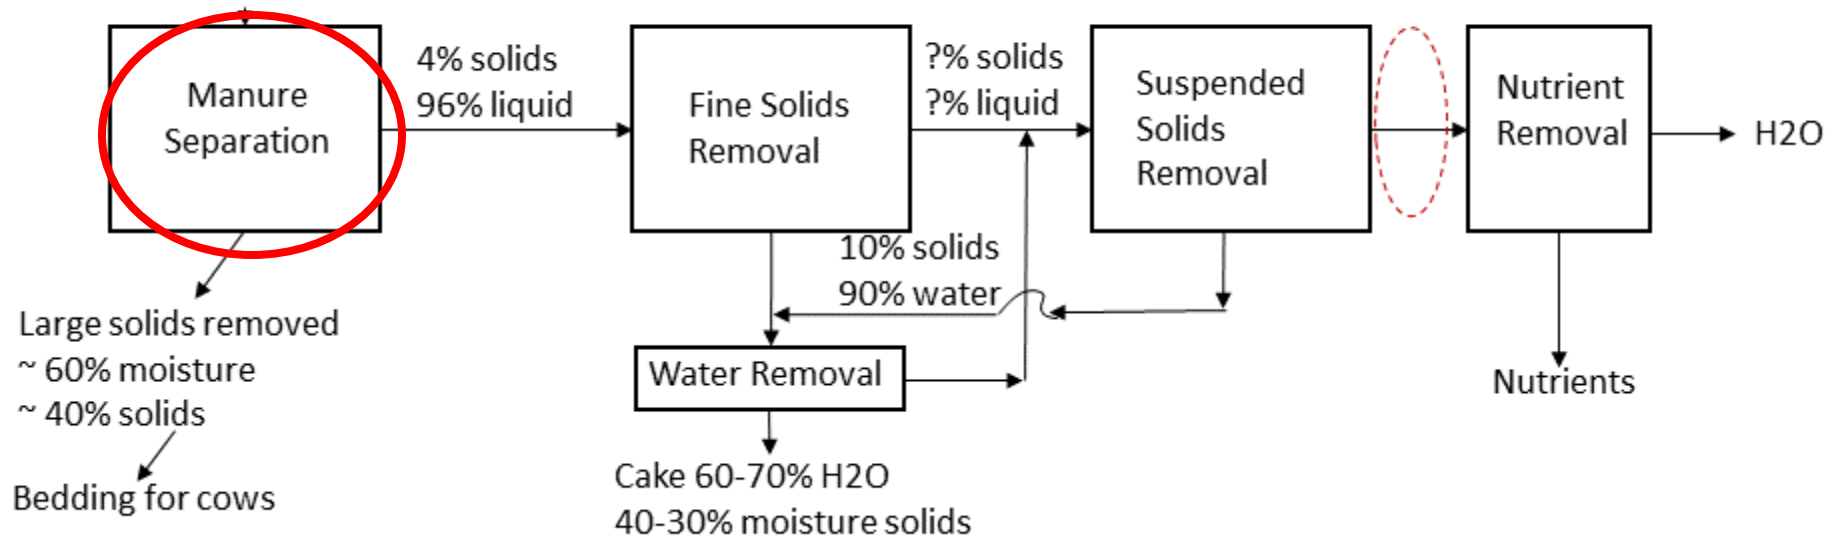 Manure
Separation
4% solids
96% liquid
Fine Solids
Removal
?% solids
?% liquid
Suspended
Solids
Removal
Nutrient
Removal
H2O
10% solids
90% water
Large solids removed
~ 60% moisture
~ 40% solids
Bedding for cows
Water Removal
Cake 60-70% H2O
40-30% moisture solids
Nutrients